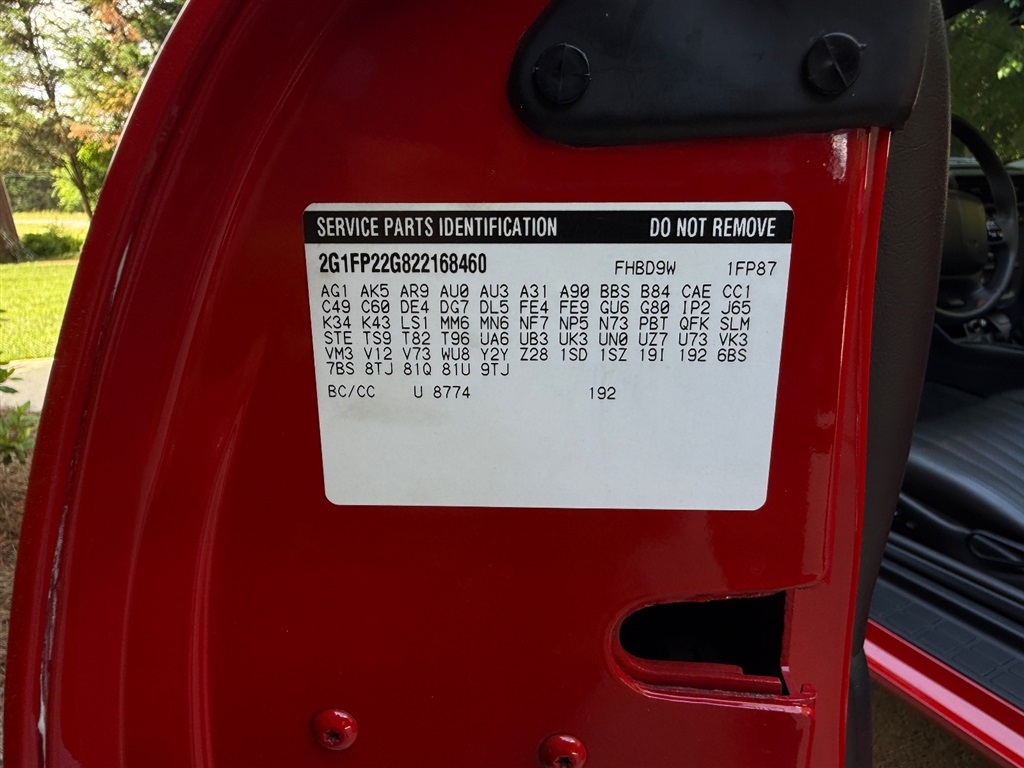 SERVICE PARTS IDENTIFICATION DO NOT REMOVE
2G1FP22G822168460 FHBD9W 1FP87
AG1 AK5 AR9 AU0 AU3 A31 A90 BBS B84 CAE CC1
C49 C60 DE4 DG7 DL5 FE4 FE9 GU6 G80 IP2 J65
K34 K43 LS1 MM6 MN6 NF7 NP5 N73 PBT QFK SLM
STE TS9 T82 T96 UA6 UB3 UK3 UN0 UZ7 U73 VK3
VM3 V12 V73 WU8 Y2Y Z28 1SD 1SZ 19I 192 6BS
7BS 8TJ 81Q 81U 9TJ
BC/CC U 8774 192